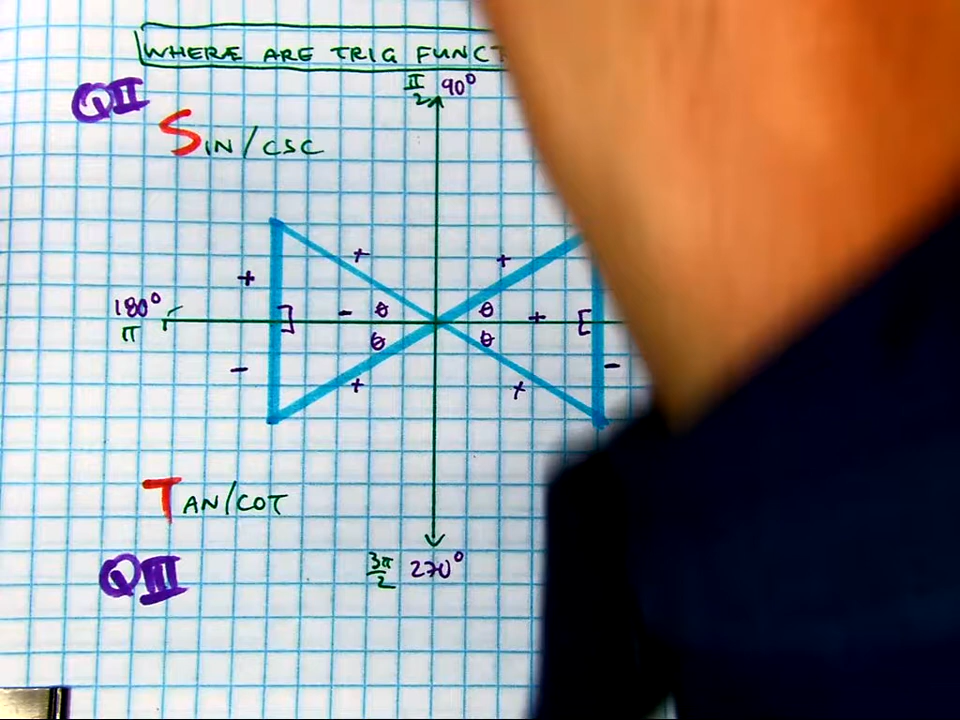 WHERE ARE TRIG FUNCT
π/2 90°
QII
SIN/CSC
+ +
+
180° - θ θ + 
π θ θ
- -
+ +
TAN/COT
QIII
3π/2 270°